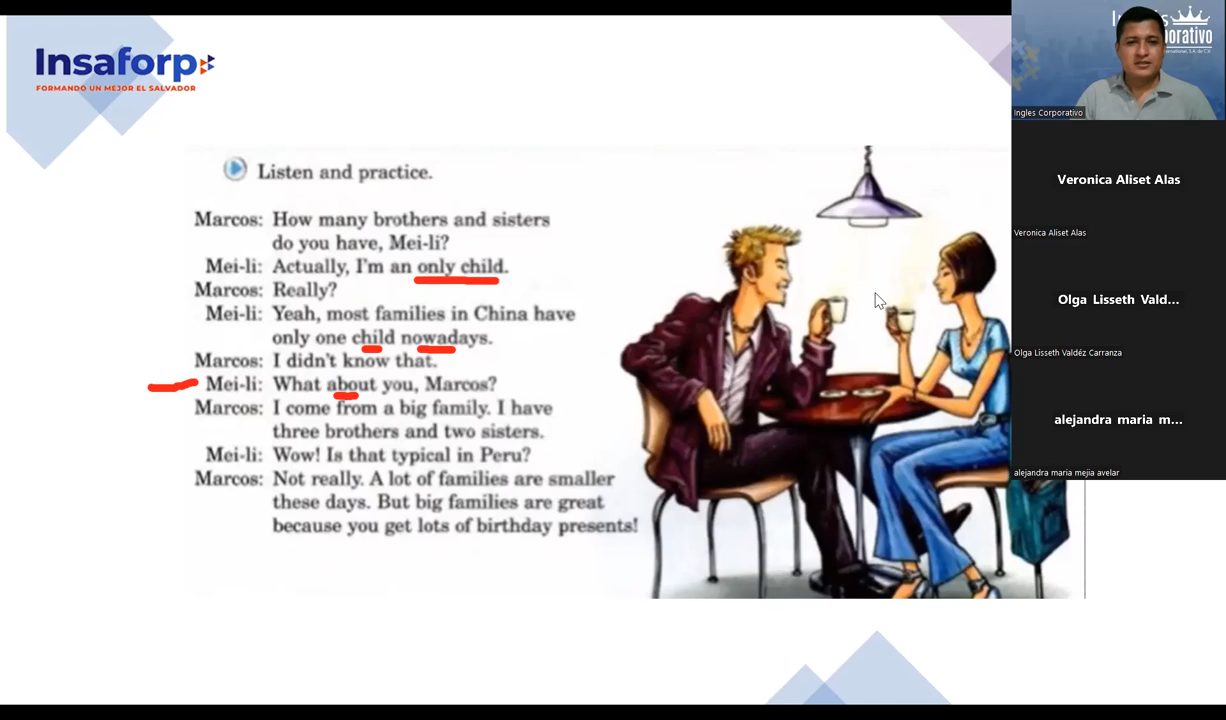 Insaforp
FORMANDO UN MEJOR EL SALVADOR
Listen and practice.
Marcos: How many brothers and sisters
do you have, Mei-li?
Mei-li: Actually, I'm an only child.
Marcos: Really?
Mei-li: Yeah, most families in China have
only one child nowadays.
Marcos: I didn't know that.
Mei-li: What about you, Marcos?
Marcos: I come from a big family. I have
three brothers and two sisters.
Mei-li: Wow! Is that typical in Peru?
Marcos: Not really. A lot of families are smaller
these days. But big families are great
because you get lots of birthday presents!
Ingles Corporativo
Veronica Aliset Alas
Veronica Aliset Alas
Olga Lisseth Vald...
Olga Lisseth Valdéz Carranza
alejandra maria m...
alejandra maria mejia avelar